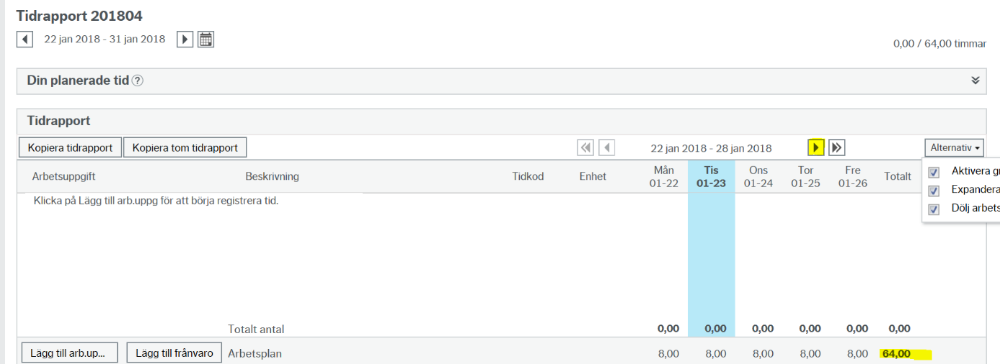 Tidrapport 201804
22 jan 2018 - 31 jan 2018
0,00 / 64,00 timmar
Din planerade tid ?
Tidrapport
Kopiera tidrapport Kopiera tom tidrapport 22 jan 2018 - 28 jan 2018 Alternativ
Arbetsuppgift Beskrivning Tidkod Enhet Mån Tis Ons Tor Fre Totalt
01-22 01-23 01-24 01-25 01-26
Aktivera gr
Expandera
Dölj arbets
Klicka på Lägg till arb.uppg för att börja registrera tid.
Totalt antal 0,00 0,00 0,00 0,00 0,00 0,00
Lägg till arb.up... Lägg till frånvaro Arbetsplan 8,00 8,00 8,00 8,00 8,00 64,00